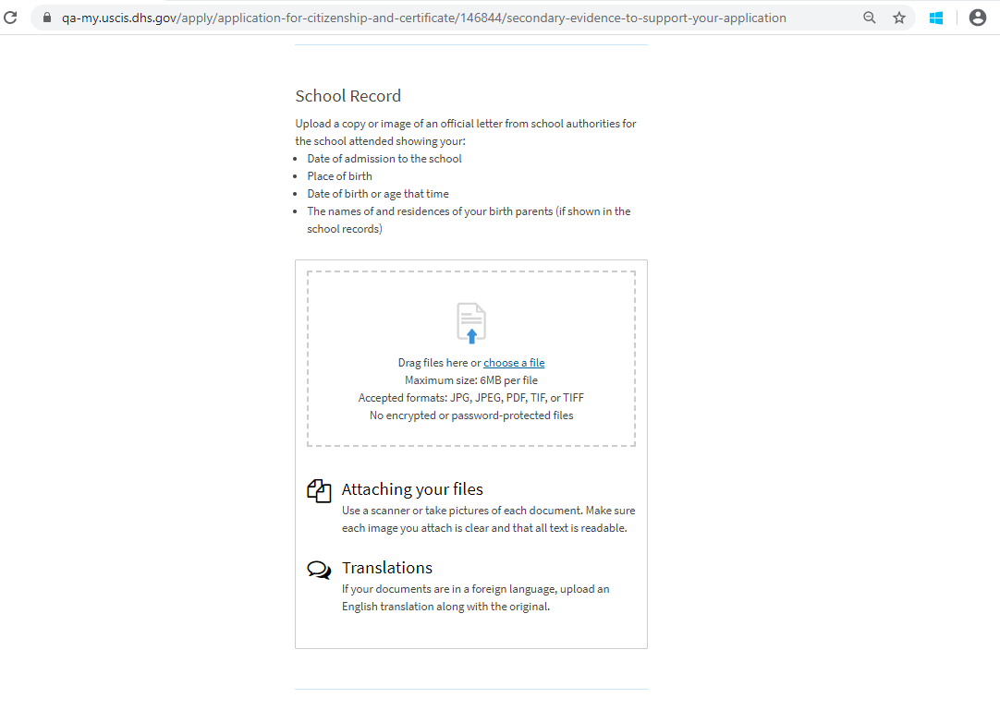 qa-my.uscis.dhs.gov/apply/application-for-citizenship-and-certificate/146844/secondary-evidence-to-support-your-application
School Record
Upload a copy or image of an official letter from school authorities for
the school attended showing your:
• Date of admission to the school
• Place of birth
• Date of birth or age that time
• The names of and residences of your birth parents (if shown in the
school records)
Drag files here or choose a file
Maximum size: 6MB per file
Accepted formats: JPG, JPEG, PDF, TIF, or TIFF
No encrypted or password-protected files
Attaching your files
Use a scanner or take pictures of each document. Make sure
each image you attach is clear and that all text is readable.
Translations
If your documents are in a foreign language, upload an
English translation along with the original.